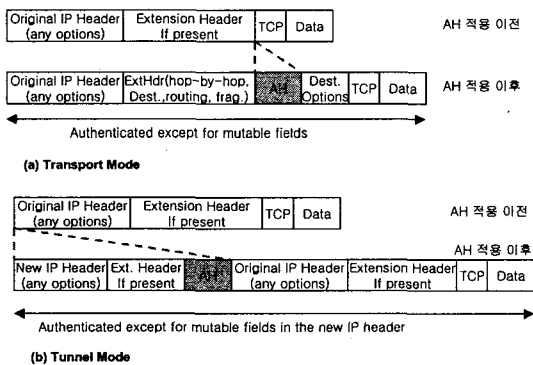 Original IP Header
(any options)
Extension Header
If present
TCP
Data
AH 적용 이전
Original IP Header
(any options)
ExtHdr(hop-by-hop,
Dest.,routing, frag.)
AH
Dest.
Options
TCP
Data
AH 적용 이후
Authenticated except for mutable fields
(a) Transport Mode
Original IP Header
(any options)
Extension Header
If present
TCP
Data
AH 적용 이전
AH 적용 이후
New IP Header
(any options)
Ext. Header
If present
AH
Original IP Header
(any options)
Extension Header
If present
TCP
Data
Authenticated except for mutable fields in the new IP header
(b) Tunnel Mode